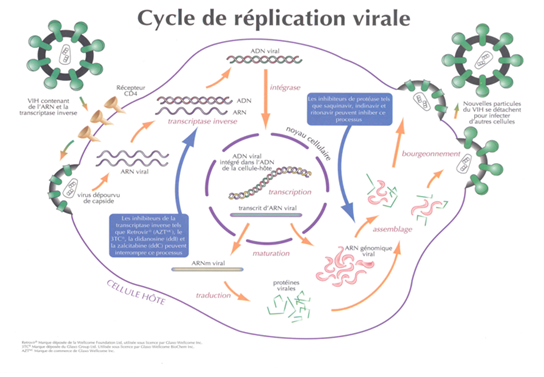 Cycle de réplication virale
ADN viral
intégrase
Récepteur
CD4
VIH contenant
de l'ARN et la
transcriptase inverse
ADN
ARN
transcriptase inverse
ARN viral
virus dépourvu
de capside
Les inhibiteurs de protéase tels
que saquinavir, indinavir et
ritonavir peuvent inhiber ce
processus
Nouvelles particules
du VIH se détachent
pour infecter
d'autres cellules
bourgeonnement
noyau cellulaire
ADN viral
intégré dans l'ADN
de la cellule-hôte
transcription
transcrit d'ARN viral
Les inhibiteurs de la
transcriptase inverse tels
que Retrovir® (AZT), le
3TC®, la didanosine (ddI) et
la zalcitabine (ddC) peuvent
interrompre ce processus
maturation
assemblage
ARN génomique
viral
ARNm viral
traduction
protéines
virales
CELLULE HÔTE